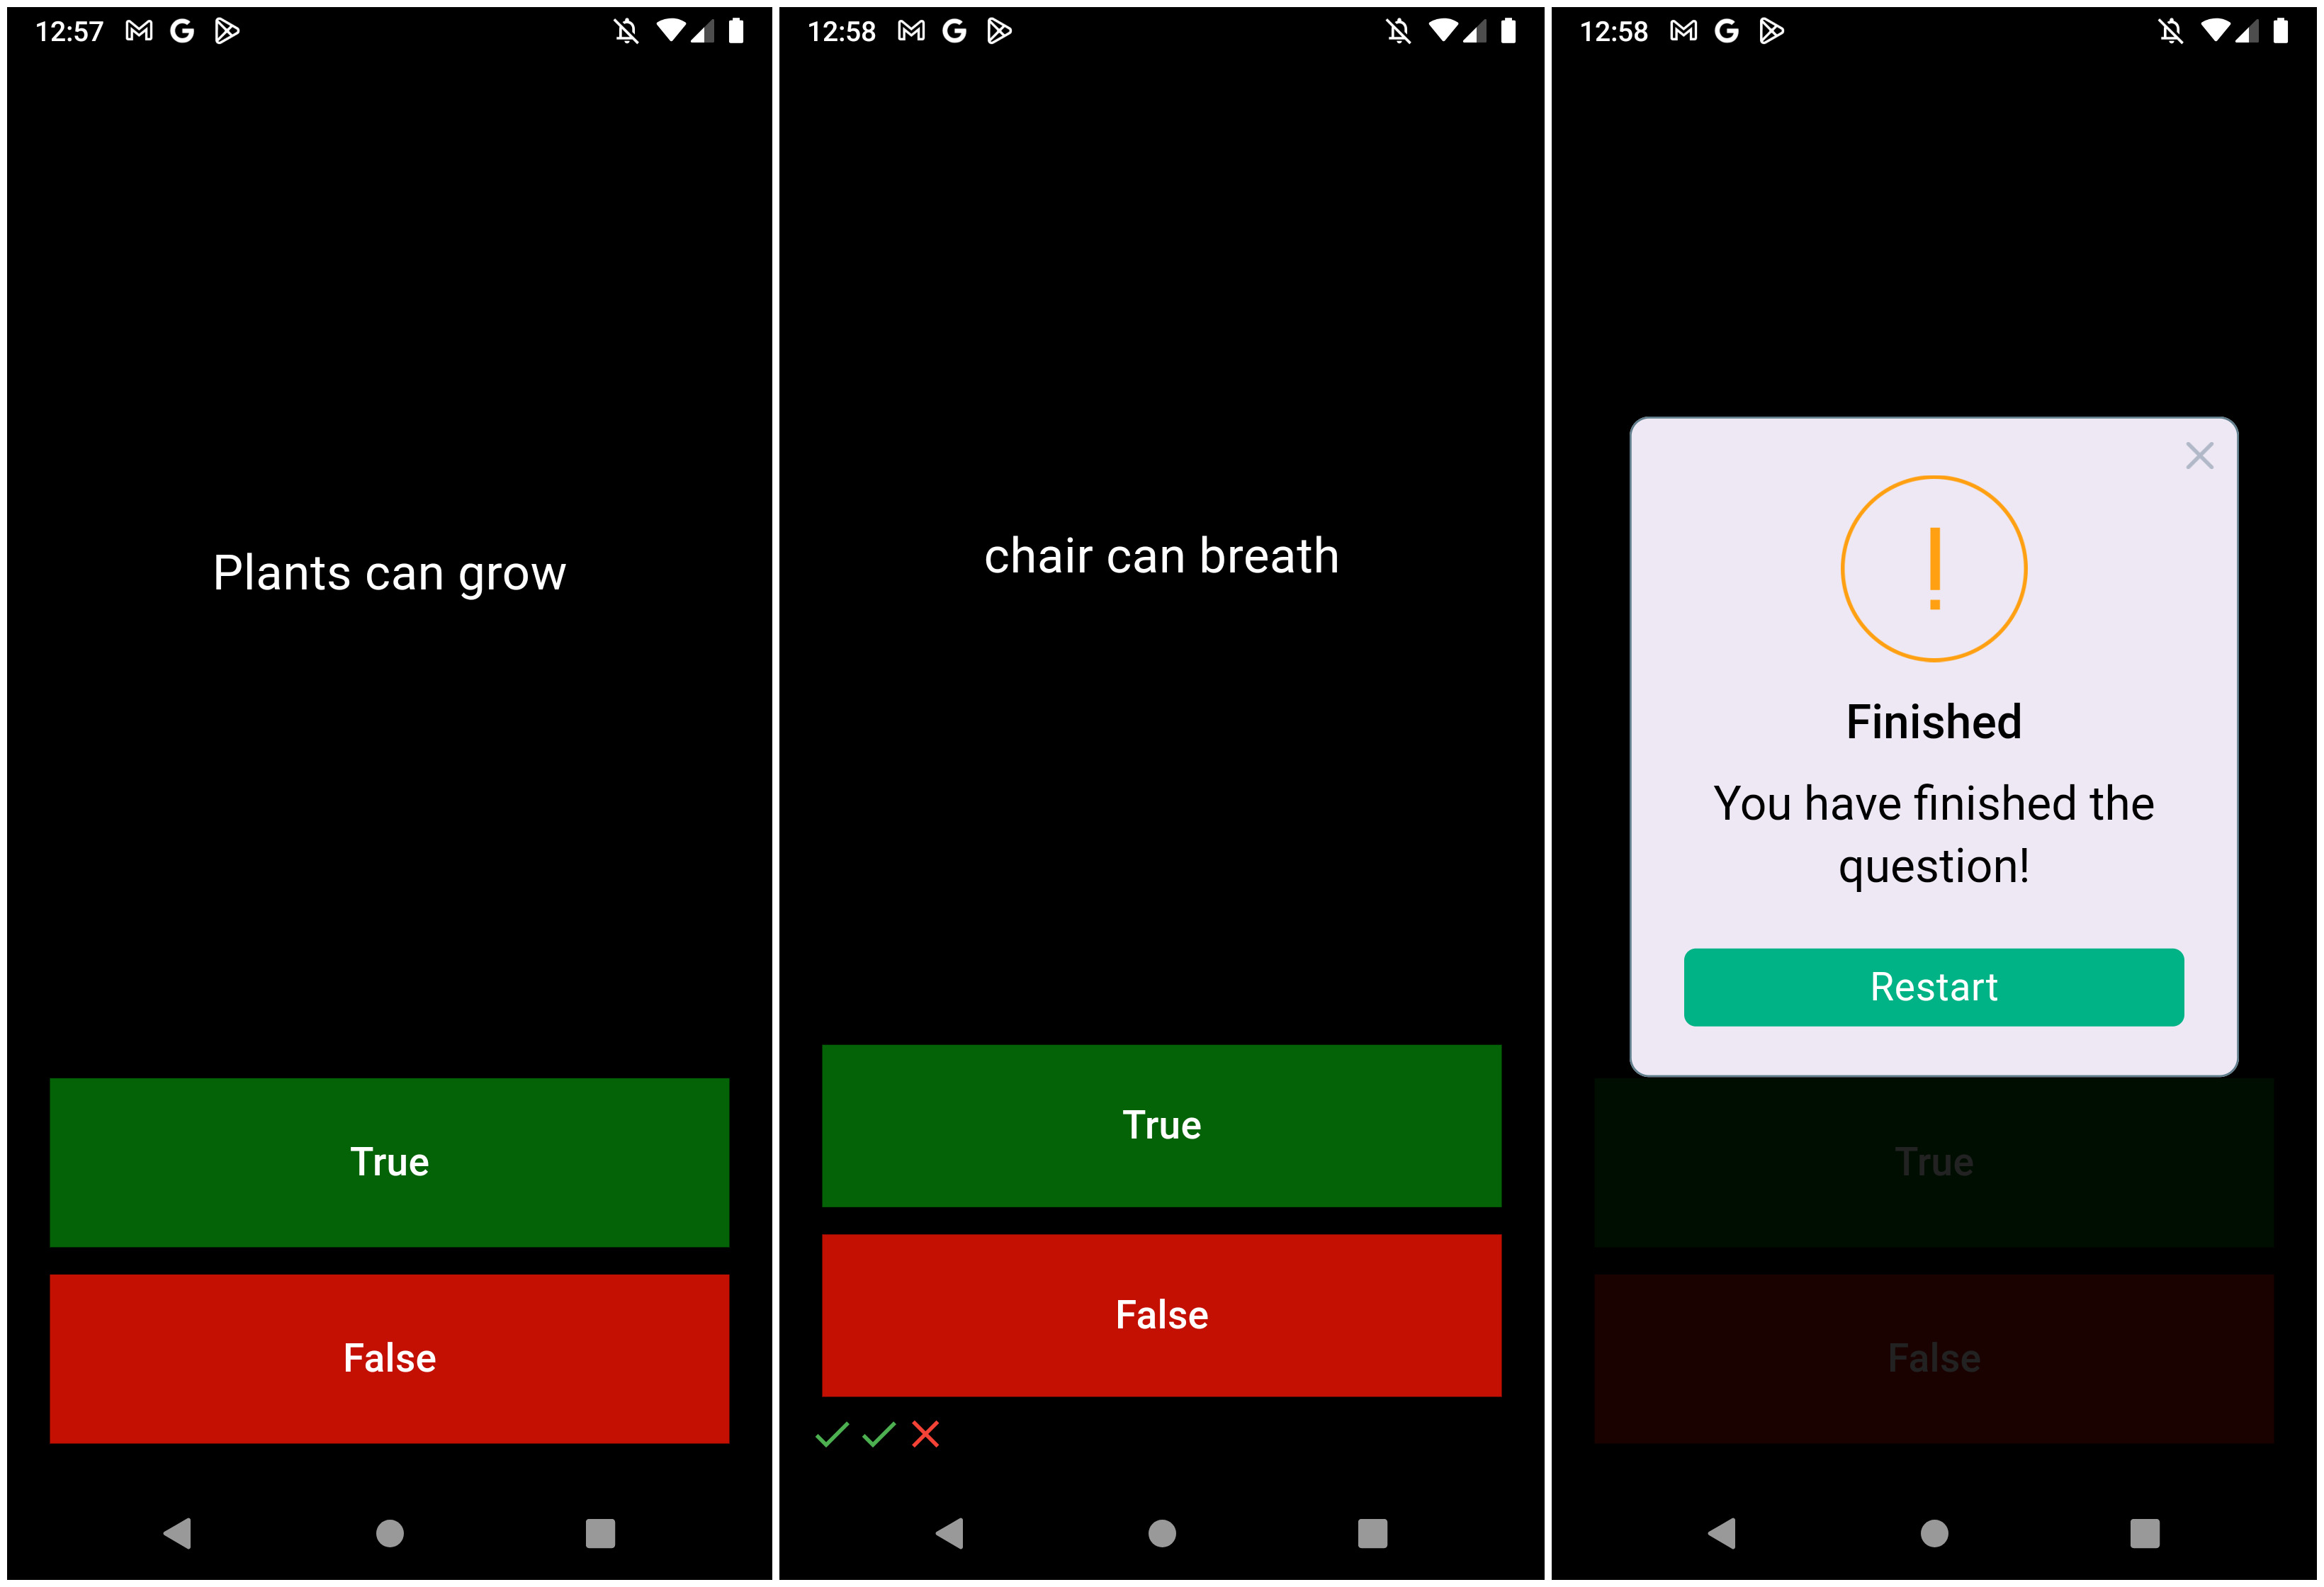 12:57
Plants can grow
True
False
12:58
chair can breath
True
False
12:58
Finished
You have finished the
question!
Restart
True
False